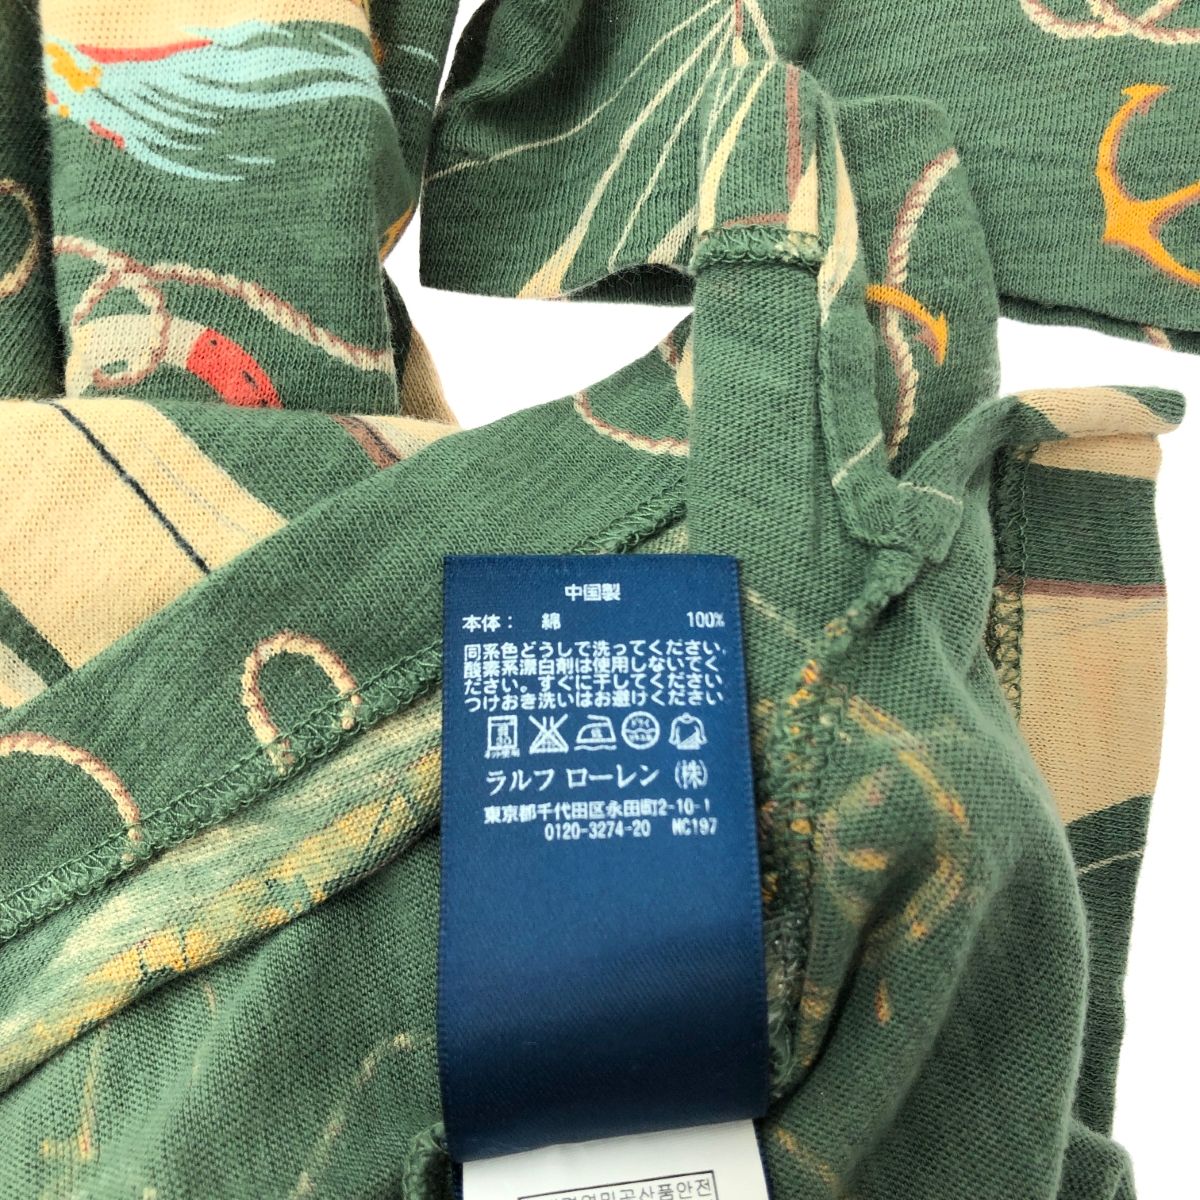 中国製
本体： 綿 100%
同系色どうしで洗ってください。
酸素系漂白剤は使用しないでく
ださい。すぐに干してください
つけおき洗いはお避けください
ラルフ ローレン (株)
東京都千代田区永田町2-10-1
0120-3274-20 MC197